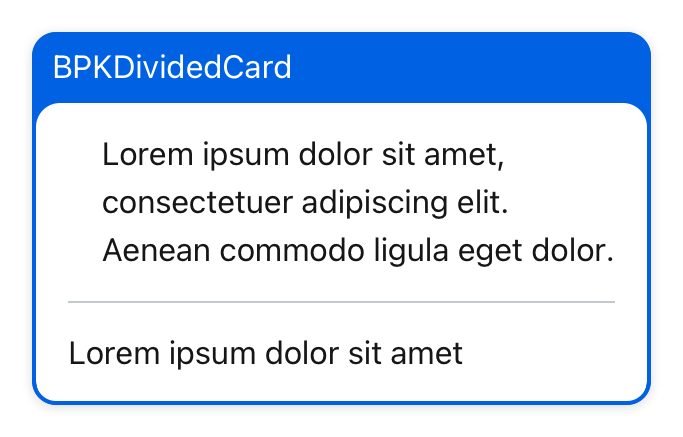 BPKDividedCard
Lorem ipsum dolor sit amet,
consectetuer adipiscing elit.
Aenean commodo ligula eget dolor.
Lorem ipsum dolor sit amet